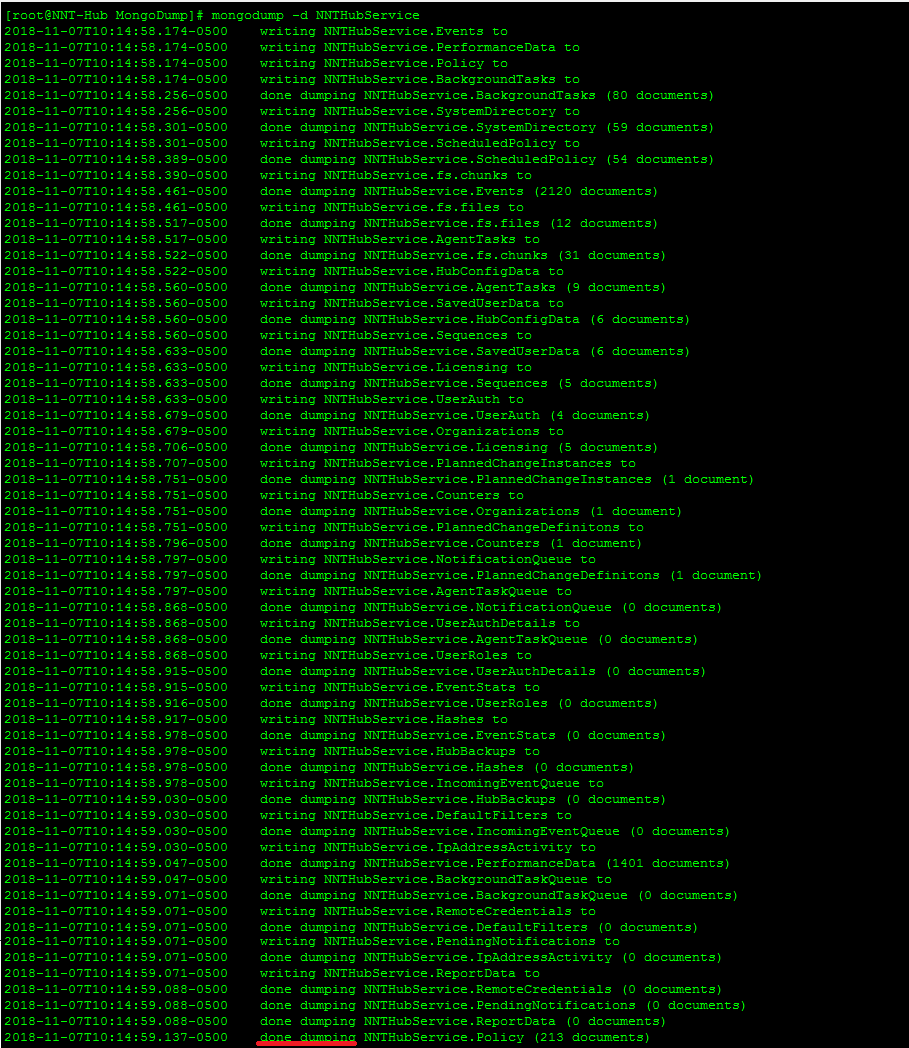 [root@NNT-Hub MongoDump]# mongodump -d NNTHubService
2018-11-07T10:14:58.174-0500    writing NNTHubService.Events to
2018-11-07T10:14:58.174-0500    writing NNTHubService.PerformanceData to
2018-11-07T10:14:58.174-0500    writing NNTHubService.Policy to
2018-11-07T10:14:58.174-0500    writing NNTHubService.BackgroundTasks to
2018-11-07T10:14:58.256-0500    done dumping NNTHubService.BackgroundTasks (80 documents)
2018-11-07T10:14:58.256-0500    writing NNTHubService.SystemDirectory to
2018-11-07T10:14:58.301-0500    done dumping NNTHubService.SystemDirectory (59 documents)
2018-11-07T10:14:58.301-0500    writing NNTHubService.ScheduledPolicy to
2018-11-07T10:14:58.389-0500    done dumping NNTHubService.ScheduledPolicy (54 documents)
2018-11-07T10:14:58.390-0500    writing NNTHubService.fs.chunks to
2018-11-07T10:14:58.461-0500    done dumping NNTHubService.Events (2120 documents)
2018-11-07T10:14:58.461-0500    writing NNTHubService.fs.files to
2018-11-07T10:14:58.517-0500    done dumping NNTHubService.fs.files (12 documents)
2018-11-07T10:14:58.517-0500    writing NNTHubService.AgentTasks to
2018-11-07T10:14:58.522-0500    done dumping NNTHubService.fs.chunks (31 documents)
2018-11-07T10:14:58.522-0500    writing NNTHubService.HubConfigData to
2018-11-07T10:14:58.560-0500    done dumping NNTHubService.AgentTasks (9 documents)
2018-11-07T10:14:58.560-0500    writing NNTHubService.SavedUserData to
2018-11-07T10:14:58.560-0500    done dumping NNTHubService.HubConfigData (6 documents)
2018-11-07T10:14:58.560-0500    writing NNTHubService.Sequences to
2018-11-07T10:14:58.633-0500    done dumping NNTHubService.SavedUserData (6 documents)
2018-11-07T10:14:58.633-0500    writing NNTHubService.Licensing to
2018-11-07T10:14:58.633-0500    done dumping NNTHubService.Sequences (5 documents)
2018-11-07T10:14:58.633-0500    writing NNTHubService.UserAuth to
2018-11-07T10:14:58.679-0500    done dumping NNTHubService.UserAuth (4 documents)
2018-11-07T10:14:58.679-0500    writing NNTHubService.Organizations to
2018-11-07T10:14:58.706-0500    done dumping NNTHubService.Licensing (5 documents)
2018-11-07T10:14:58.707-0500    writing NNTHubService.PlannedChangeInstances to
2018-11-07T10:14:58.751-0500    done dumping NNTHubService.PlannedChangeInstances (1 document)
2018-11-07T10:14:58.751-0500    writing NNTHubService.Counters to
2018-11-07T10:14:58.751-0500    done dumping NNTHubService.Organizations (1 document)
2018-11-07T10:14:58.751-0500    writing NNTHubService.PlannedChangeDefinitons to
2018-11-07T10:14:58.796-0500    done dumping NNTHubService.Counters (1 document)
2018-11-07T10:14:58.797-0500    writing NNTHubService.NotificationQueue to
2018-11-07T10:14:58.797-0500    done dumping NNTHubService.PlannedChangeDefinitons (1 document)
2018-11-07T10:14:58.797-0500    writing NNTHubService.AgentTaskQueue to
2018-11-07T10:14:58.868-0500    done dumping NNTHubService.NotificationQueue (0 documents)
2018-11-07T10:14:58.868-0500    writing NNTHubService.UserAuthDetails to
2018-11-07T10:14:58.868-0500    done dumping NNTHubService.AgentTaskQueue (0 documents)
2018-11-07T10:14:58.868-0500    writing NNTHubService.UserRoles to
2018-11-07T10:14:58.915-0500    done dumping NNTHubService.UserAuthDetails (0 documents)
2018-11-07T10:14:58.915-0500    writing NNTHubService.EventStats to
2018-11-07T10:14:58.916-0500    done dumping NNTHubService.UserRoles (0 documents)
2018-11-07T10:14:58.917-0500    writing NNTHubService.Hashes to
2018-11-07T10:14:58.978-0500    done dumping NNTHubService.EventStats (0 documents)
2018-11-07T10:14:58.978-0500    writing NNTHubService.HubBackups to
2018-11-07T10:14:58.978-0500    done dumping NNTHubService.Hashes (0 documents)
2018-11-07T10:14:58.978-0500    writing NNTHubService.IncomingEventQueue to
2018-11-07T10:14:59.030-0500    done dumping NNTHubService.HubBackups (0 documents)
2018-11-07T10:14:59.030-0500    writing NNTHubService.DefaultFilters to
2018-11-07T10:14:59.030-0500    done dumping NNTHubService.IncomingEventQueue (0 documents)
2018-11-07T10:14:59.030-0500    writing NNTHubService.IpAddressActivity to
2018-11-07T10:14:59.047-0500    done dumping NNTHubService.PerformanceData (1401 documents)
2018-11-07T10:14:59.047-0500    writing NNTHubService.BackgroundTaskQueue to
2018-11-07T10:14:59.071-0500    done dumping NNTHubService.BackgroundTaskQueue (0 documents)
2018-11-07T10:14:59.071-0500    writing NNTHubService.RemoteCredentials to
2018-11-07T10:14:59.071-0500    done dumping NNTHubService.DefaultFilters (0 documents)
2018-11-07T10:14:59.071-0500    writing NNTHubService.PendingNotifications to
2018-11-07T10:14:59.071-0500    done dumping NNTHubService.IpAddressActivity (0 documents)
2018-11-07T10:14:59.071-0500    writing NNTHubService.ReportData to
2018-11-07T10:14:59.088-0500    done dumping NNTHubService.RemoteCredentials (0 documents)
2018-11-07T10:14:59.088-0500    done dumping NNTHubService.PendingNotifications (0 documents)
2018-11-07T10:14:59.088-0500    done dumping NNTHubService.ReportData (0 documents)
2018-11-07T10:14:59.137-0500    done dumping NNTHubService.Policy (213 documents)